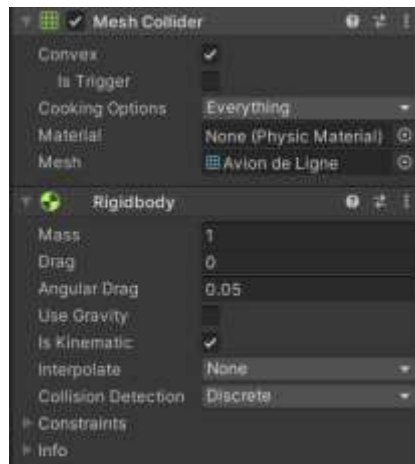 Mesh Collider
Convex
Is Trigger
Cooking Options Everything
Material None (Physic Material)
Mesh Avion de Ligne
Rigidbody
Mass 1
Drag 0
Angular Drag 0.05
Use Gravity
Is Kinematic
Interpolate None
Collision Detection Discrete
Constraints
Info